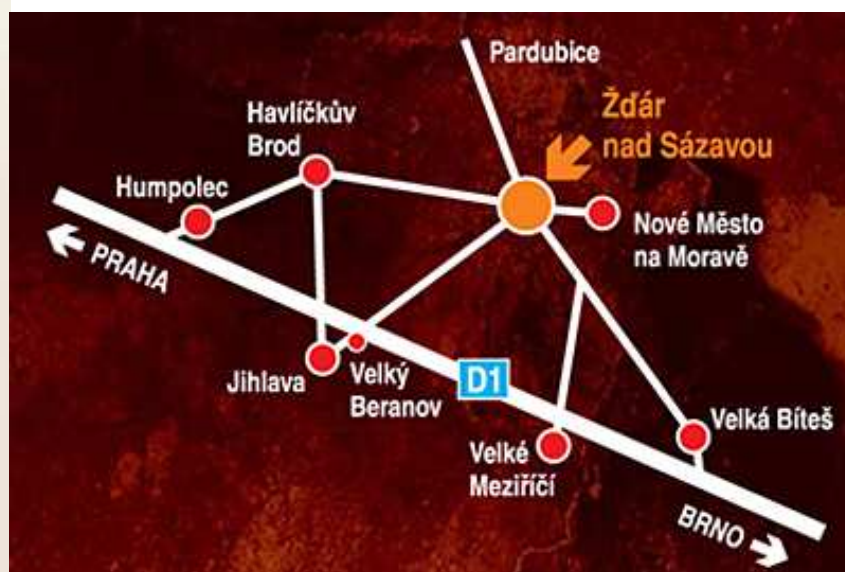 Pardubice
Žďár
nad Sázavou
Havlíčkův
Brod
Humpolec
Nové Město
na Moravě
PRAHA
Jihlava
Velký
Beranov
D1
Velká Bíteš
Velké
Meziříčí
BRNO